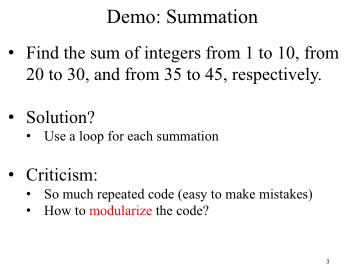 Demo: Summation
• Find the sum of integers from 1 to 10, from
20 to 30, and from 35 to 45, respectively.
• Solution?
• Use a loop for each summation
• Criticism:
• So much repeated code (easy to make mistakes)
• How to modularize the code?
3